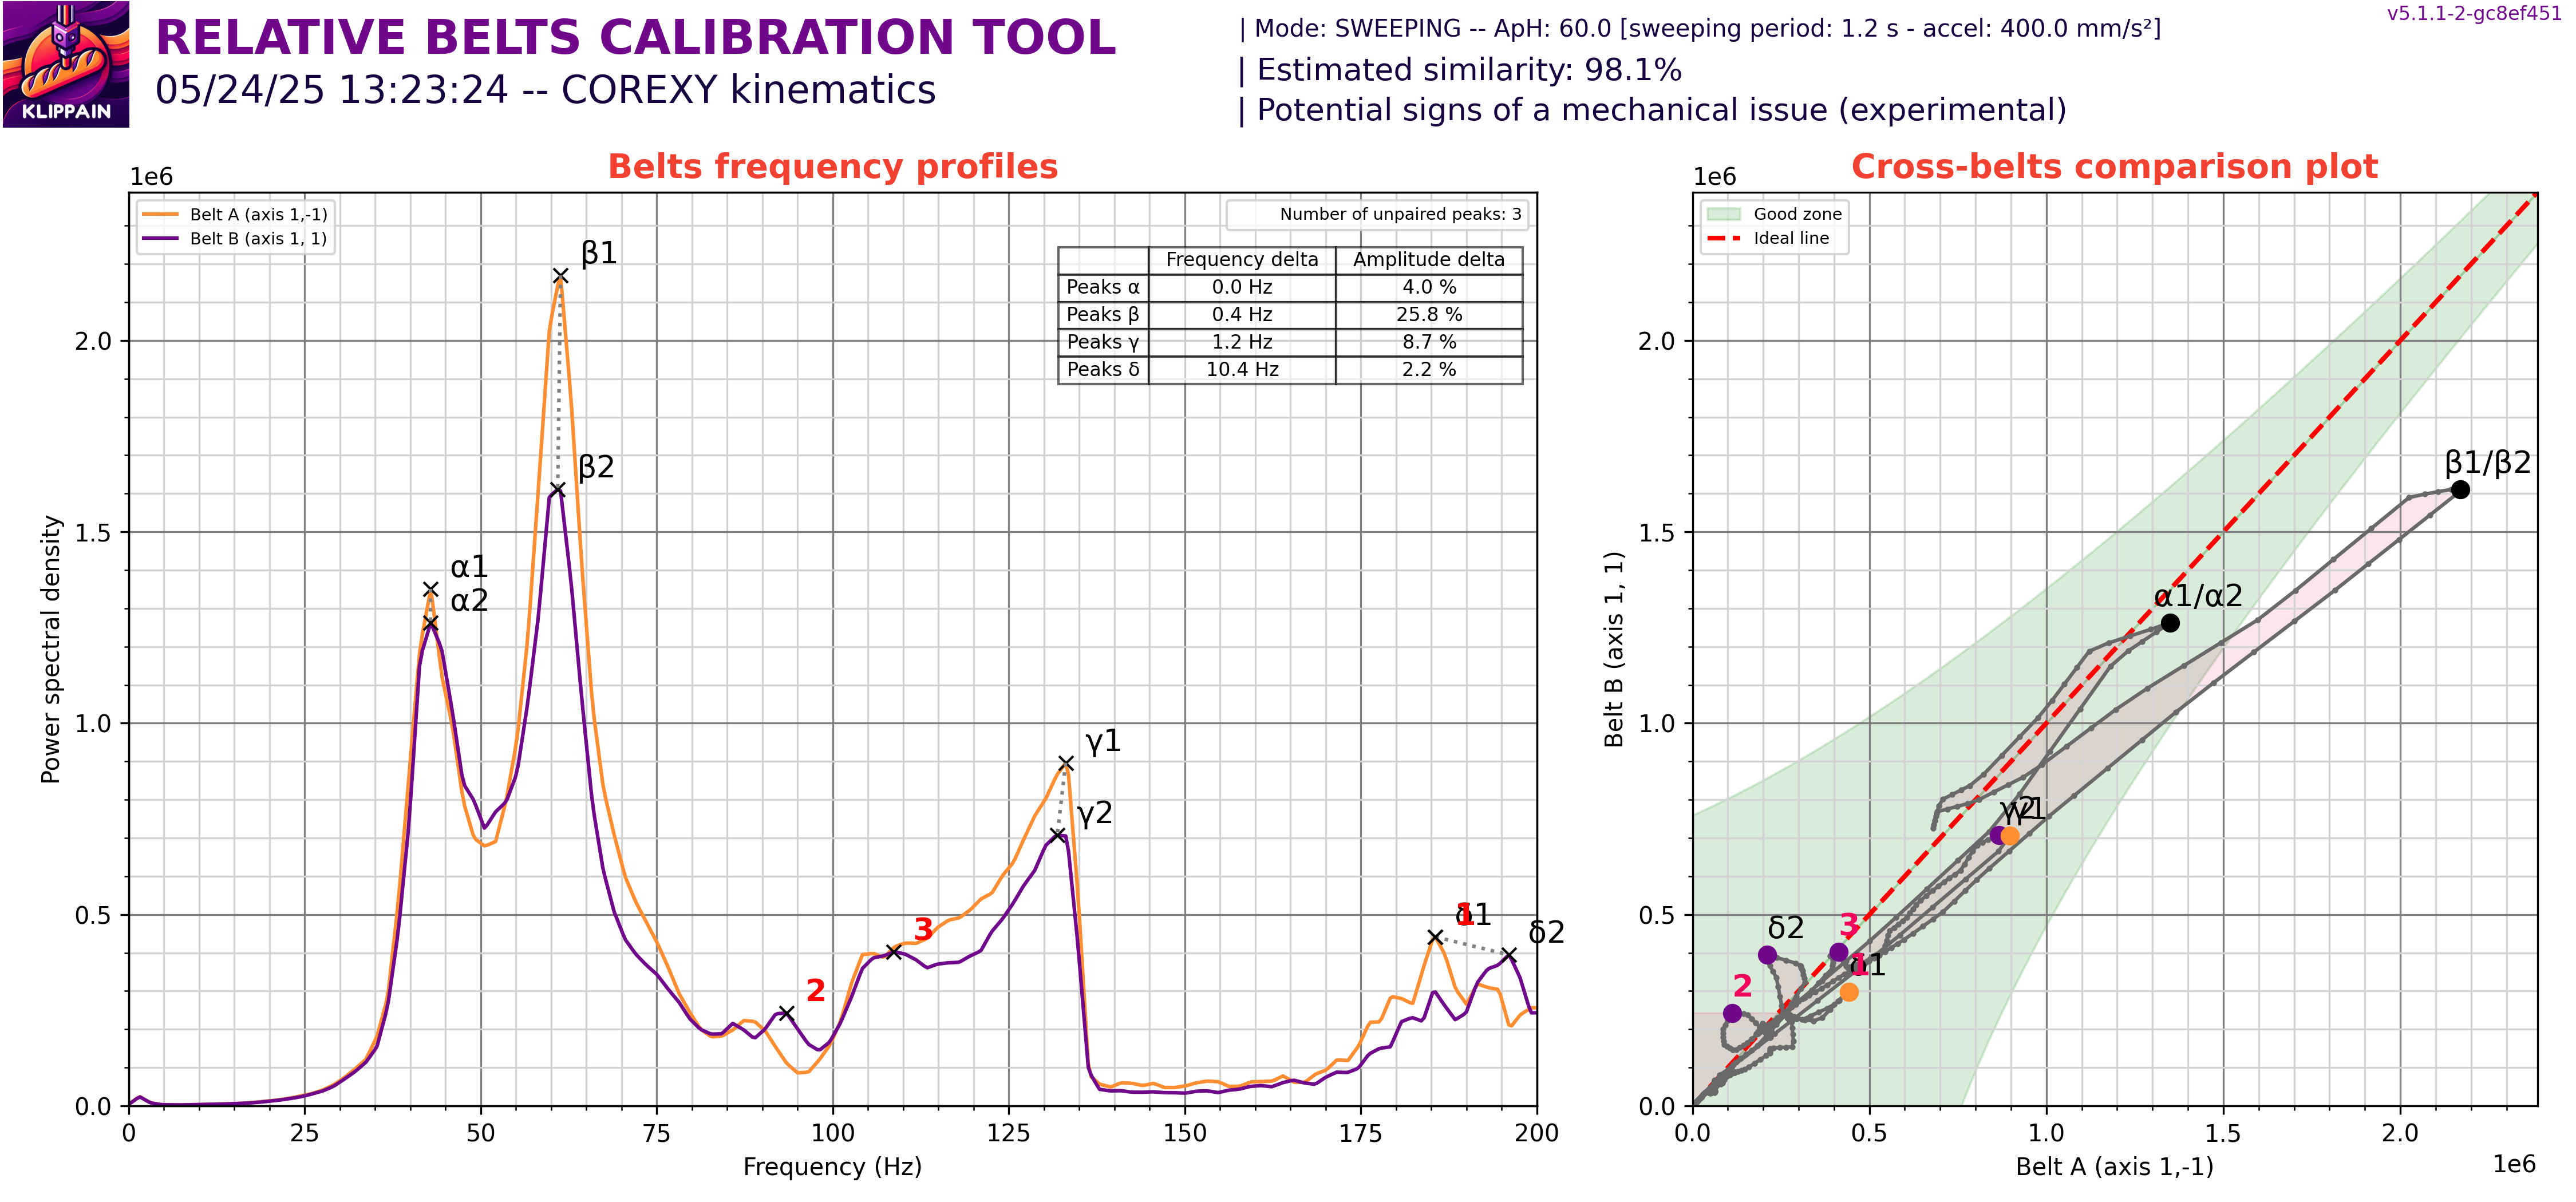 KLIPPAIN
RELATIVE BELTS CALIBRATION TOOL
05/24/25 13:23:24 -- COREXY kinematics
| Mode: SWEEPING -- ApH: 60.0 [sweeping period: 1.2 s - accel: 400.0 mm/s²]
| Estimated similarity: 98.1%
| Potential signs of a mechanical issue (experimental)
v5.1.1-2-gc8ef451
Belts frequency profiles
1e6
Belt A (axis 1,-1)
Belt B (axis 1, 1)
Number of unpaired peaks: 3
Frequency delta Amplitude delta
Peaks α 0.0 Hz 4.0 %
Peaks β 0.4 Hz 25.8 %
Peaks γ 1.2 Hz 8.7 %
Peaks δ 10.4 Hz 2.2 %
β1
β2
α1
α2
γ1
γ2
3
2
δ1
1
δ2
Power spectral density
2.0
1.5
1.0
0.5
0.0
0 25 50 75 100 125 150 175 200
Frequency (Hz)
Cross-belts comparison plot
1e6
Good zone
Ideal line
β1/β2
α1/α2
γ2
γ1
δ2
3
1
δ1
2
Belt B (axis 1, 1)
2.0
1.5
1.0
0.5
0.0
0.0 0.5 1.0 1.5 2.0
Belt A (axis 1,-1)
1e6